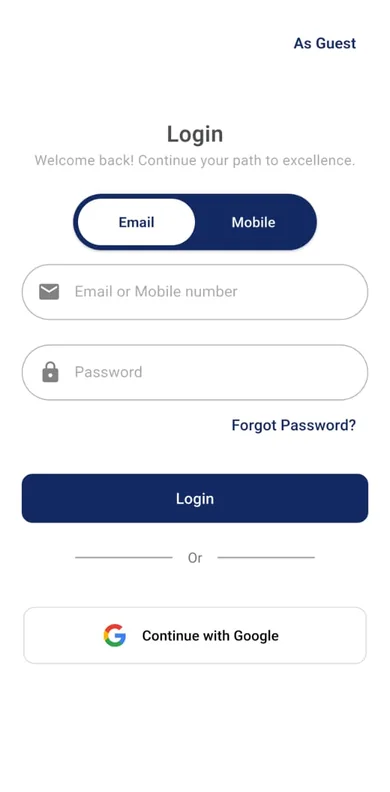 As Guest
Login
Welcome back! Continue your path to excellence.
Email
Mobile
Email or Mobile number
Password
Forgot Password?
Login
Or
Continue with Google